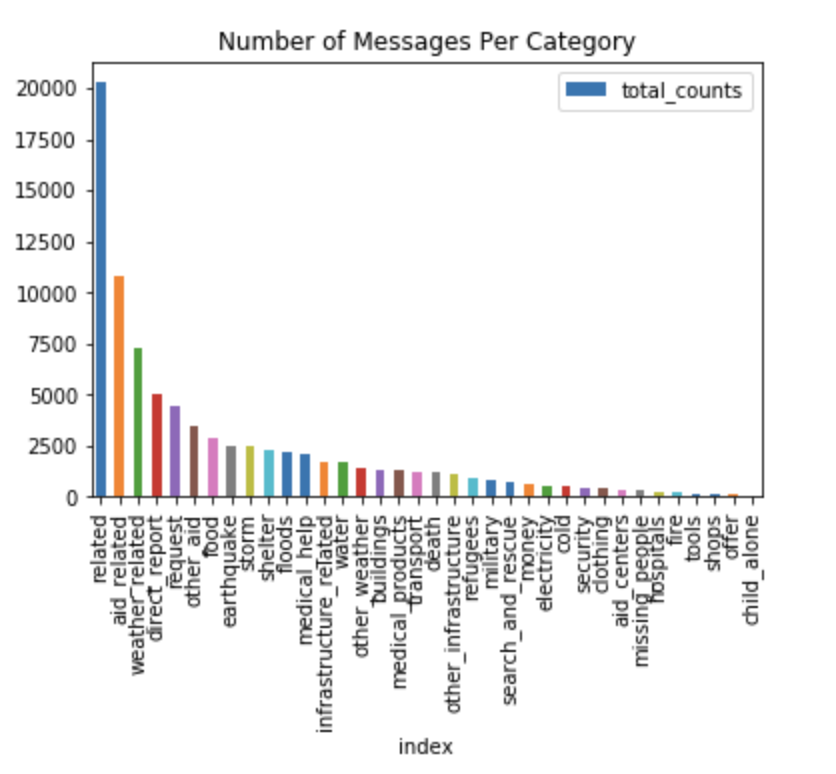 Number of Messages Per Category
total_counts
20000
17500
15000
12500
10000
7500
5000
2500
0
related
aid_related
weather_related
direct_report
request
other_aid
food
earthquake
storm
shelter
floods
medical_help
infrastructure_related
water
other_weather
buildings
medical_products
transport
death
other_infrastructure
refugees
military
search_and_rescue
money
electricity
cold
security
clothing
aid_centers
missing_people
hospitals
fire
tools
shops
offer
child_alone
index